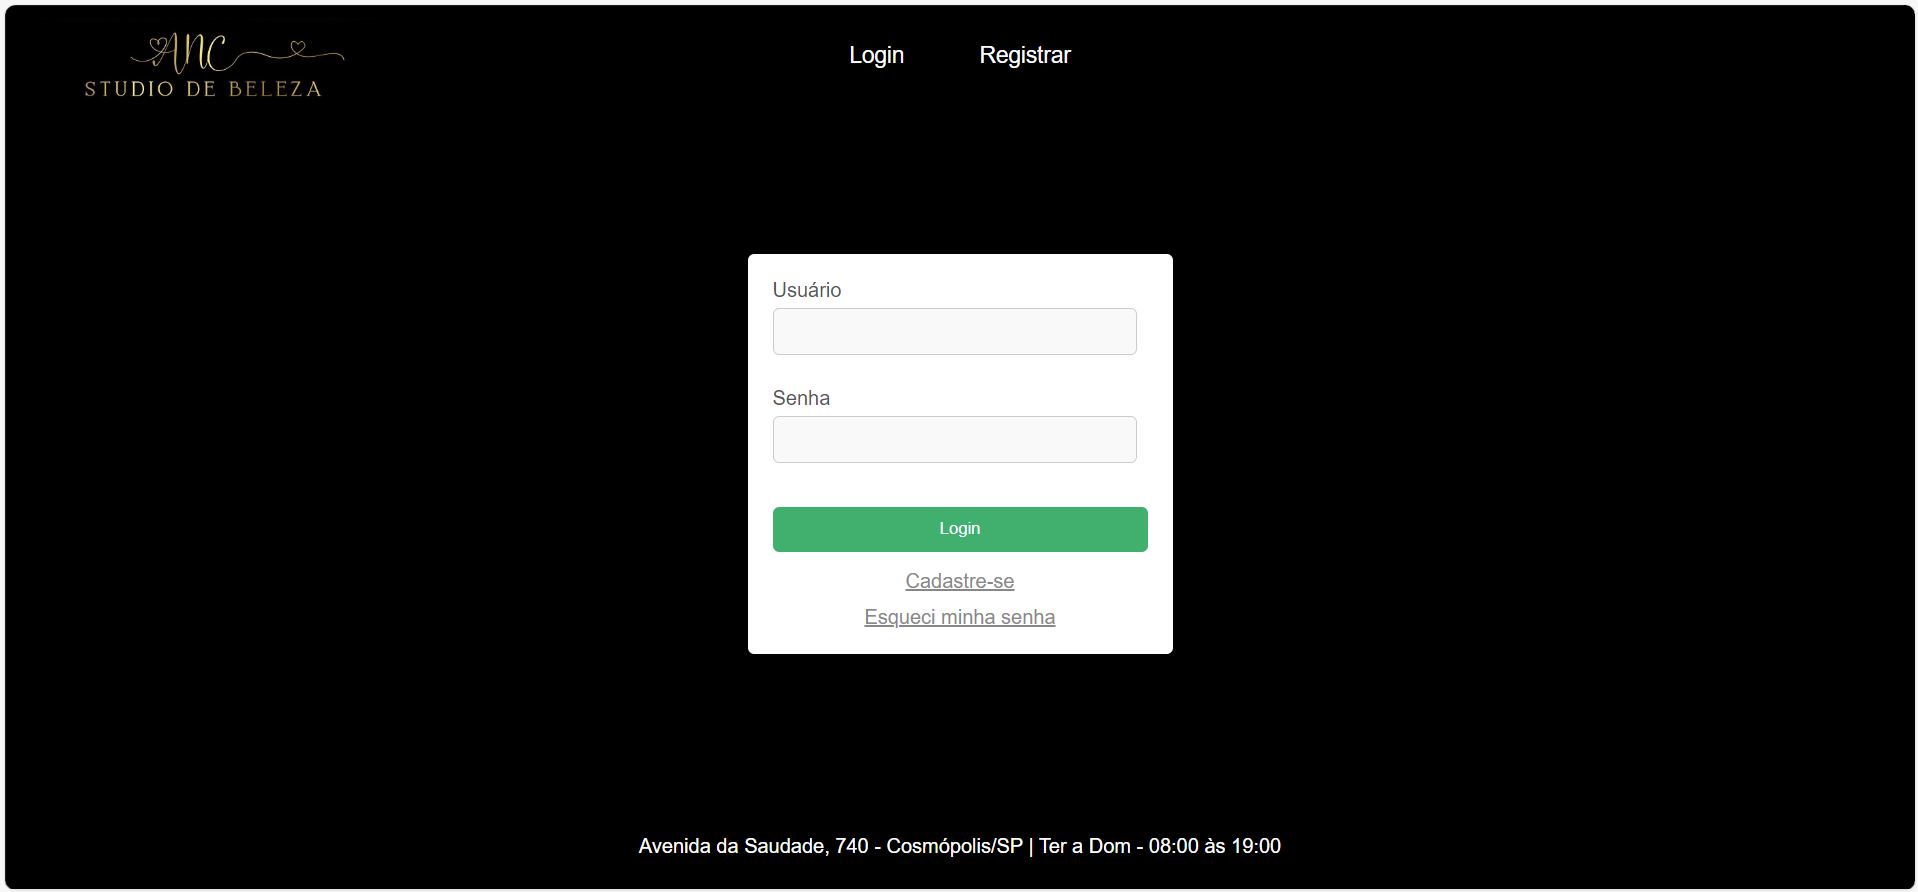 ANC
STUDIO DE BELEZA
Login
Registrar
Usuário
Senha
Login
Cadastre-se
Esqueci minha senha
Avenida da Saudade, 740 - Cosmópolis/SP | Ter a Dom - 08:00 às 19:00